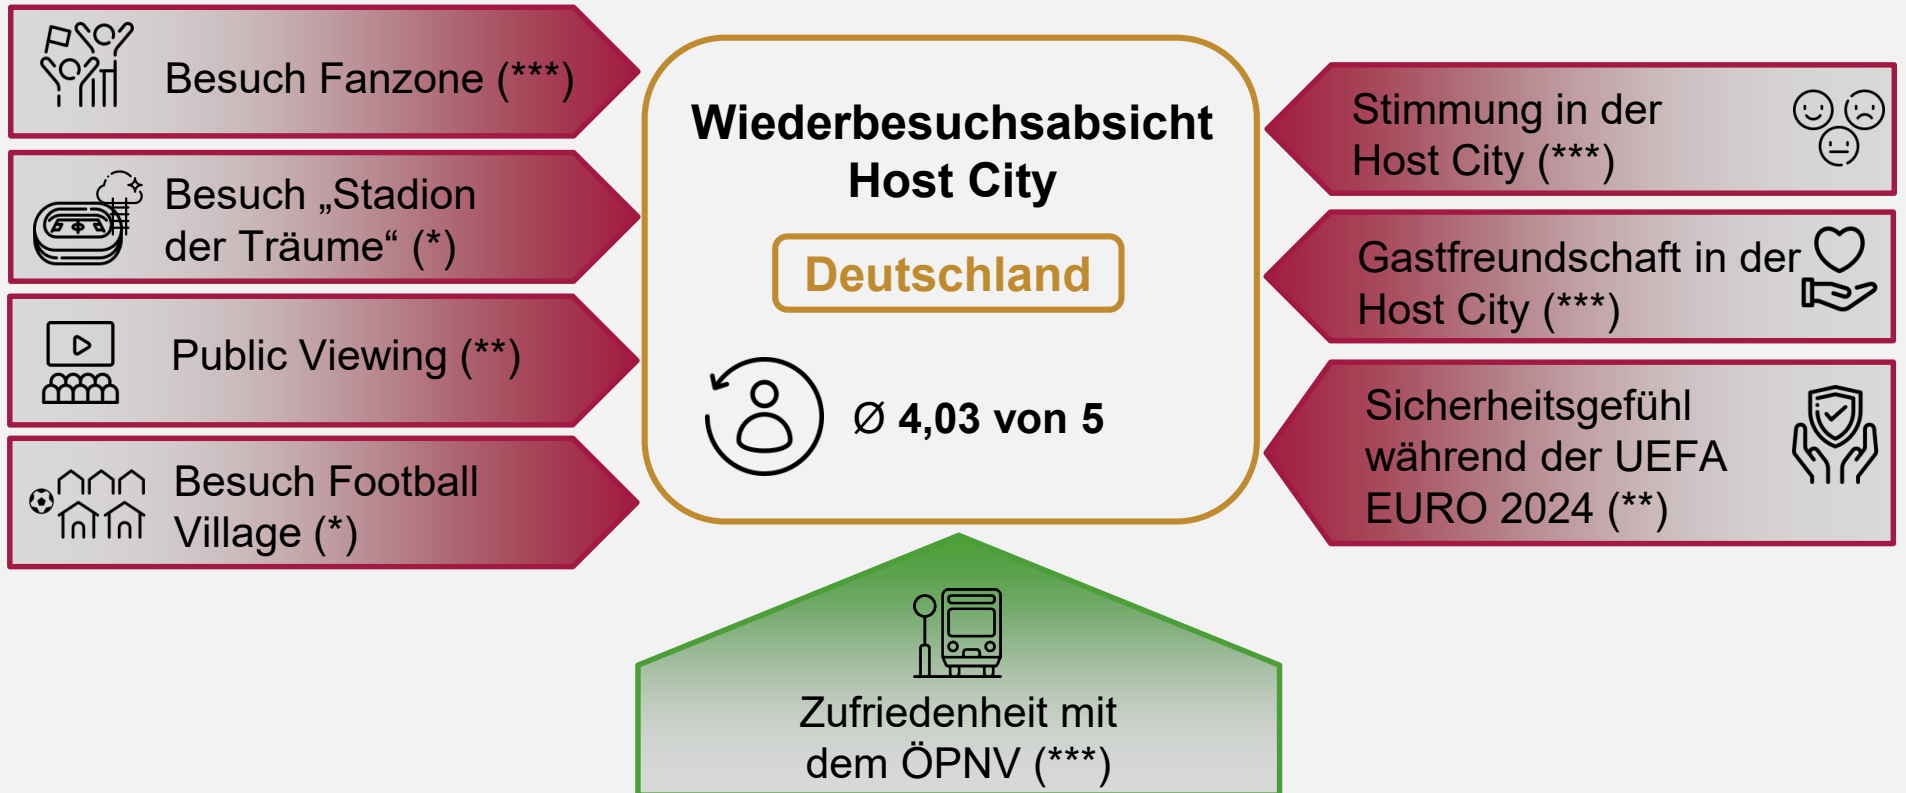 Besuch Fanzone (***)
Besuch „Stadion
der Träume“ (*)
Public Viewing (**)
Besuch Football
Village (*)
Wiederbesuchsabsicht
Host City
Deutschland
Ø 4,03 von 5
Stimmung in der
Host City (***)
Gastfreundschaft in der
Host City (***)
Sicherheitsgefühl
während der UEFA
EURO 2024 (**)
Zufriedenheit mit
dem ÖPNV (***)